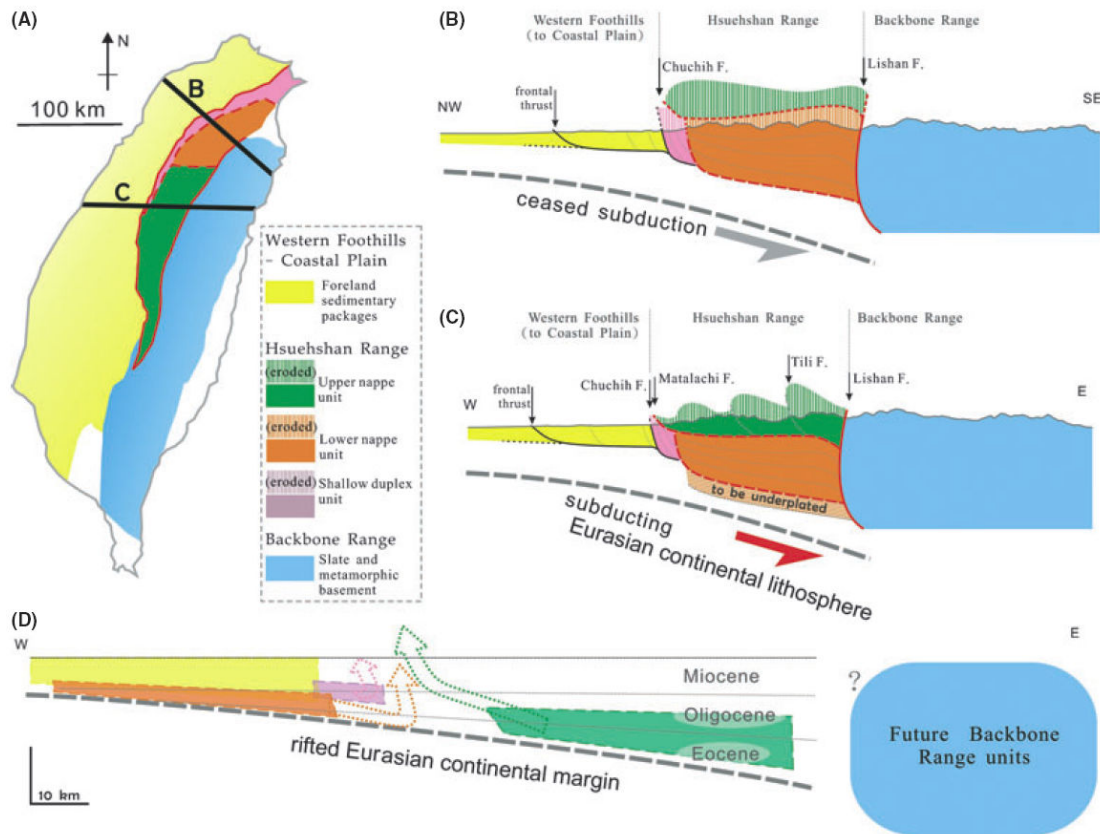 (A)
N
100 km
B
C
Western Foothills
- Coastal Plain
Foreland
sedimentary
packages
Hsuehshan Range
(eroded)
Upper nappe
unit
(eroded)
Lower nappe
unit
(eroded)
Shallow duplex
unit
Backbone Range
Slate and
metamorphic
basement
(B)
Western Foothills
(to Coastal Plain)
Hsuehshan Range
Backbone Range
Chuchih F.
Lishan F.
NW
frontal
thrust
SE
ceased subduction
(C)
Western Foothills
(to Coastal Plain)
Hsuehshan Range
Backbone Range
Tili F.
Chuchih F.
Matalachi F.
Lishan F.
W
frontal
thrust
E
to be underplated
subducting
Eurasian continental lithosphere
(D)
W
E
Miocene
?
Oligocene
Eocene
Future Backbone
Range units
rifted Eurasian continental margin
10 km